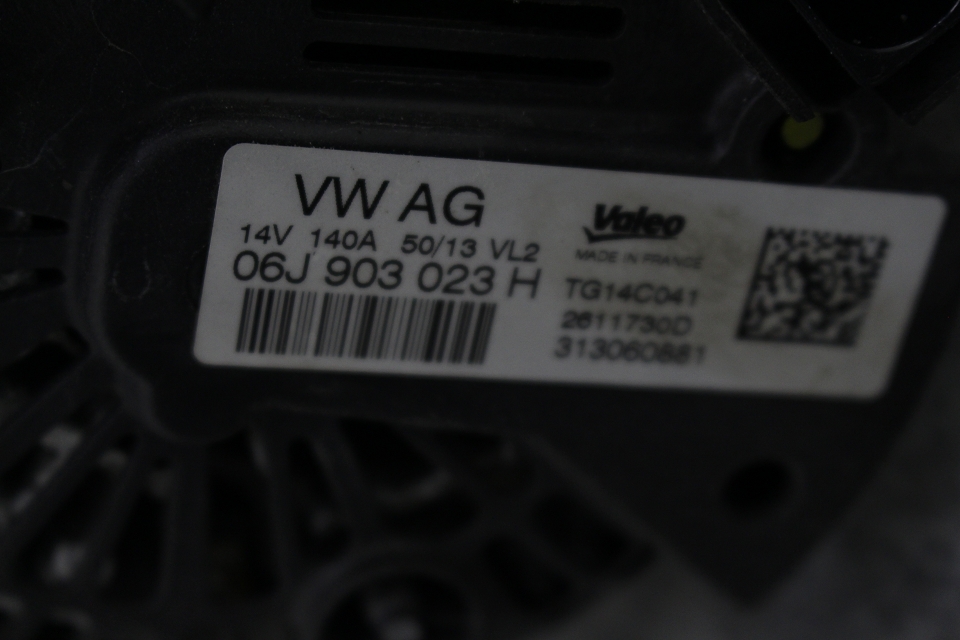 VW AG
14V 140A 50/13 VL2
06J 903 023 H
Valeo
MADE IN FRANCE
TG14C041
2611730D
313060881